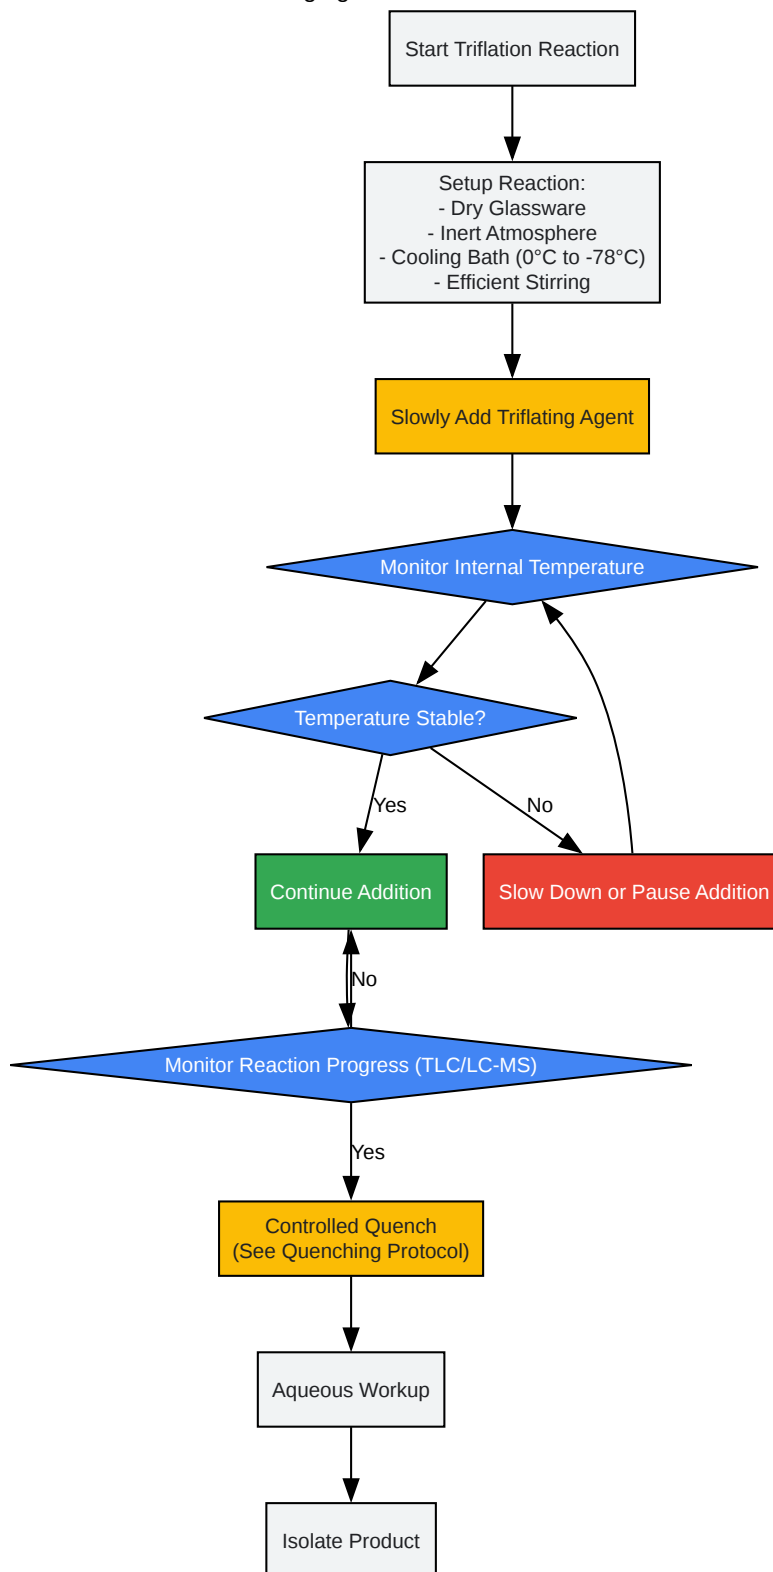 Start Triflation Reaction
Setup Reaction:
- Dry Glassware
- Inert Atmosphere
- Cooling Bath (0°C to -78°C)
- Efficient Stirring
Slowly Add Triflating Agent
Monitor Internal Temperature
Temperature Stable?
Yes
No
Continue Addition
Slow Down or Pause Addition
No
Monitor Reaction Progress (TLC/LC-MS)
Yes
Controlled Quench
(See Quenching Protocol)
Aqueous Workup
Isolate Product